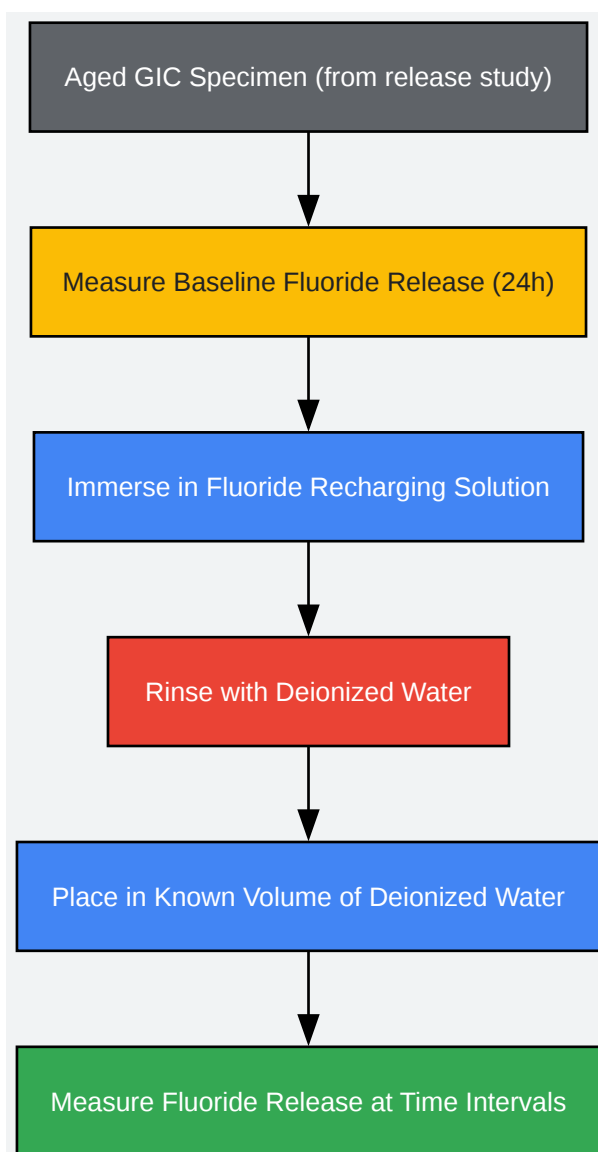 Aged GIC Specimen (from release study)
Measure Baseline Fluoride Release (24h)
Immerse in Fluoride Recharging Solution
Rinse with Deionized Water
Place in Known Volume of Deionized Water
Measure Fluoride Release at Time Intervals